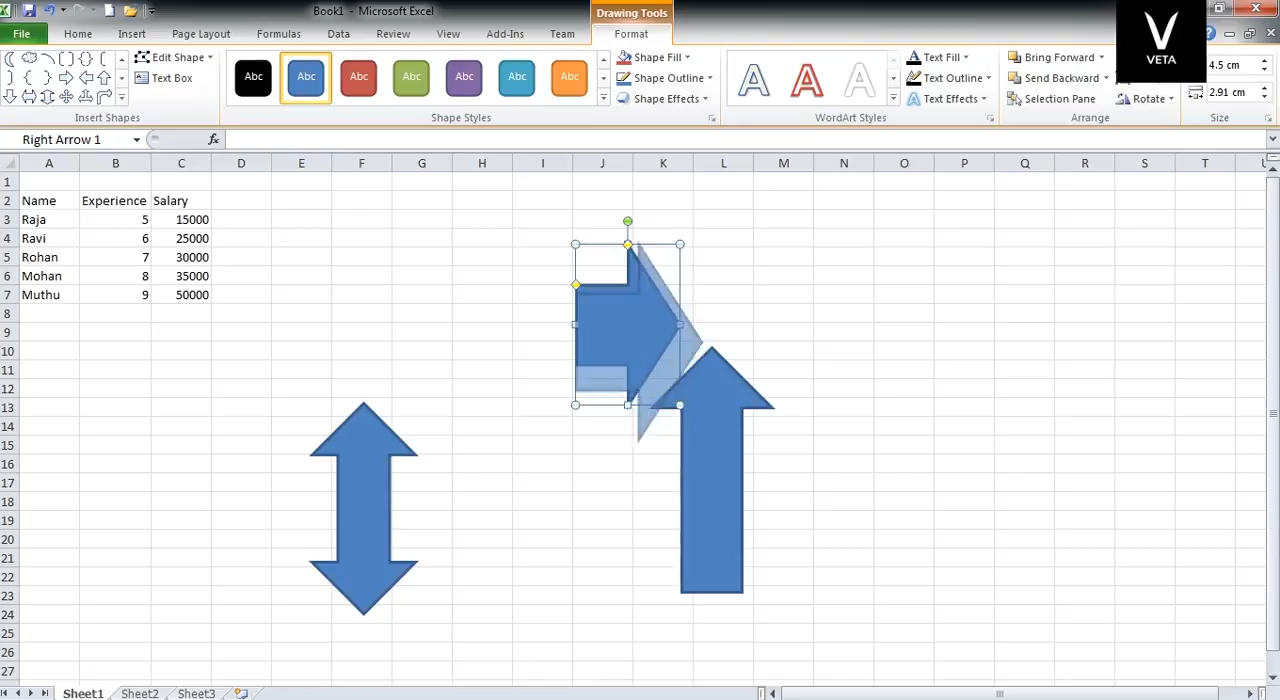 Book1 - Microsoft Excel
Drawing Tools
VETA
File Home Insert Page Layout Formulas Data Review View Add-Ins Team Format
Edit Shape
Text Box
Insert Shapes
Abc Abc Abc Abc Abc Abc Abc
Shape Fill
Shape Outline
Shape Effects
Shape Styles
A A A
Text Fill
Text Outline
Text Effects
WordArt Styles
Bring Forward
Send Backward
Selection Pane
Rotate
Arrange
4.5 cm
2.91 cm
Size
Right Arrow 1
fx
A B C D E F G H I J K L M N O P Q R S T
1
2 Name Experience Salary
3 Raja 5 15000
4 Ravi 6 25000
5 Rohan 7 30000
6 Mohan 8 35000
7 Muthu 9 50000
8
9
10
11
12
13
14
15
16
17
18
19
20
21
22
23
24
25
26
27
Sheet1 Sheet2 Sheet3